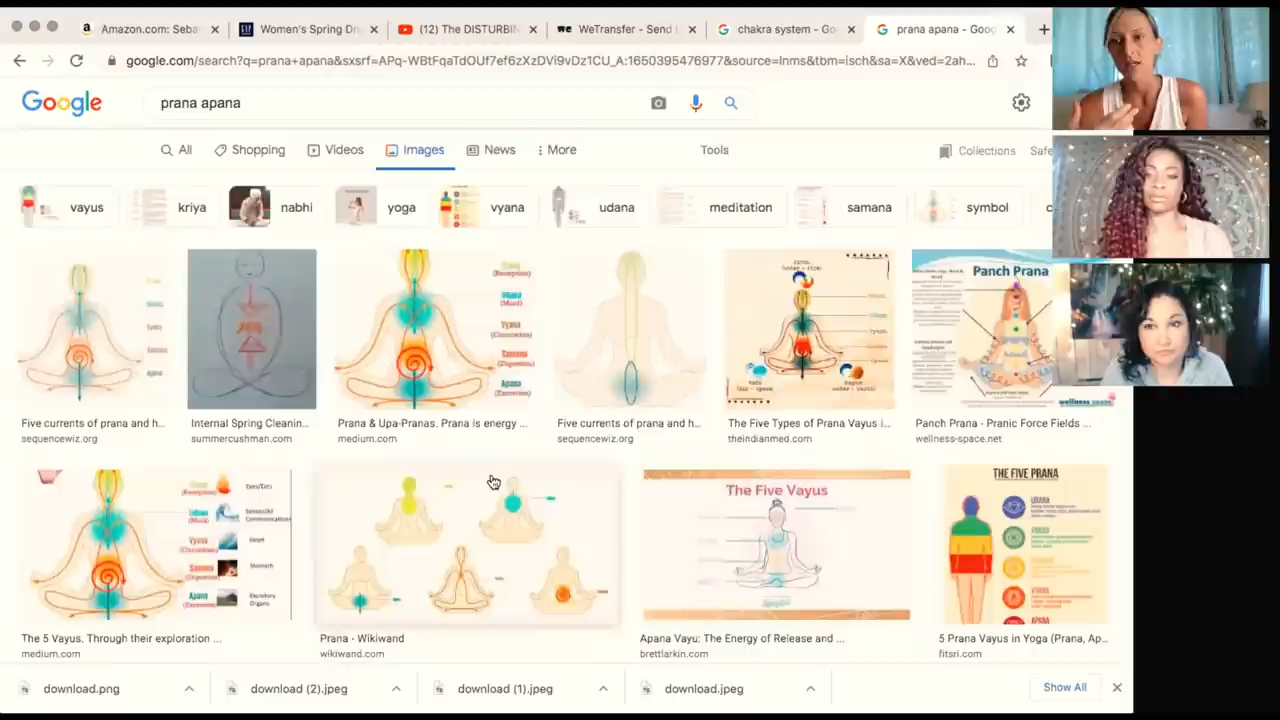 Amazon.com: Seba
Women's Spring Dr
(12) The DISTURBIN
WeTransfer - Send
chakra system - Go
prana apana - Goog
google.com/search?q=prana+apana&sxsrf=APq-WBtFqaTdOUf7ef6zXzDVi9vDz1CU_A:1650395476977&source=lnms&tbm=isch&sa=X&ved=2ah...
Google
prana apana
All
Shopping
Videos
Images
News
More
Tools
Collections
Safe
vayus
kriya
nabhi
yoga
vyana
udana
meditation
samana
symbol
Panch Prana
Five currents of prana and h...
sequencewiz.org
Internal Spring Cleanin...
summercushman.com
Prana & Upa-Pranas. Prana is energy ...
medium.com
Five currents of prana and h...
sequencewiz.org
The Five Types of Prana Vayus i...
theindianmed.com
Panch Prana - Pranic Force Fields ...
wellness-space.net
The Five Vayus
THE FIVE PRANA
The 5 Vayus. Through their exploration ...
medium.com
Prana - Wikiwand
wikiwand.com
Apana Vayu: The Energy of Release and ...
brettlarkin.com
5 Prana Vayus in Yoga (Prana, Ap...
fitsri.com
download.png
download (2).jpeg
download (1).jpeg
download.jpeg
Show All